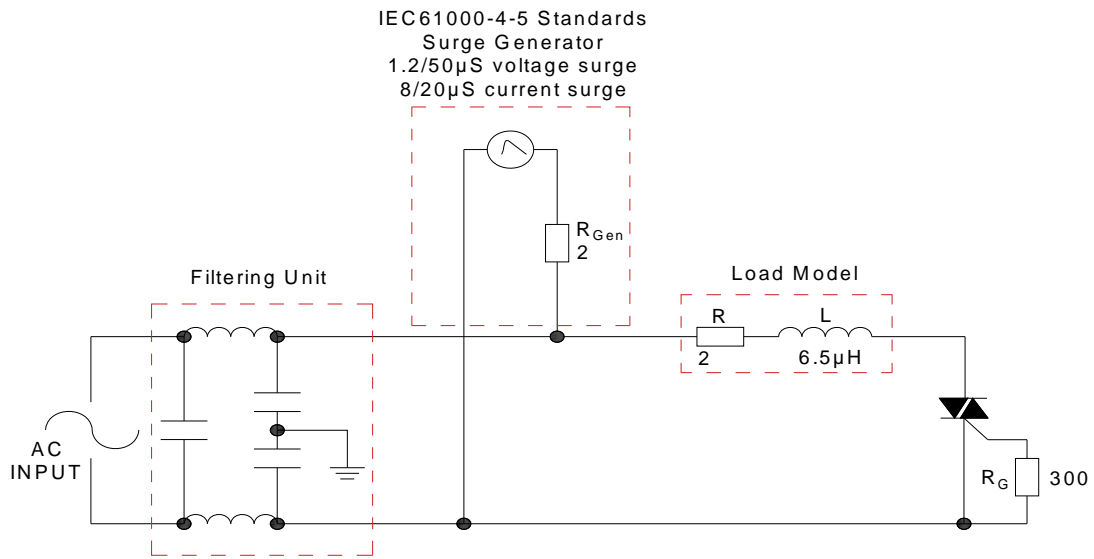 IEC61000-4-5 Standards
Surge Generator
1.2/50µS voltage surge
8/20µS current surge
RGen
2
Filtering Unit
Load Model
R
L
2
6.5µH
AC
INPUT
RG
300